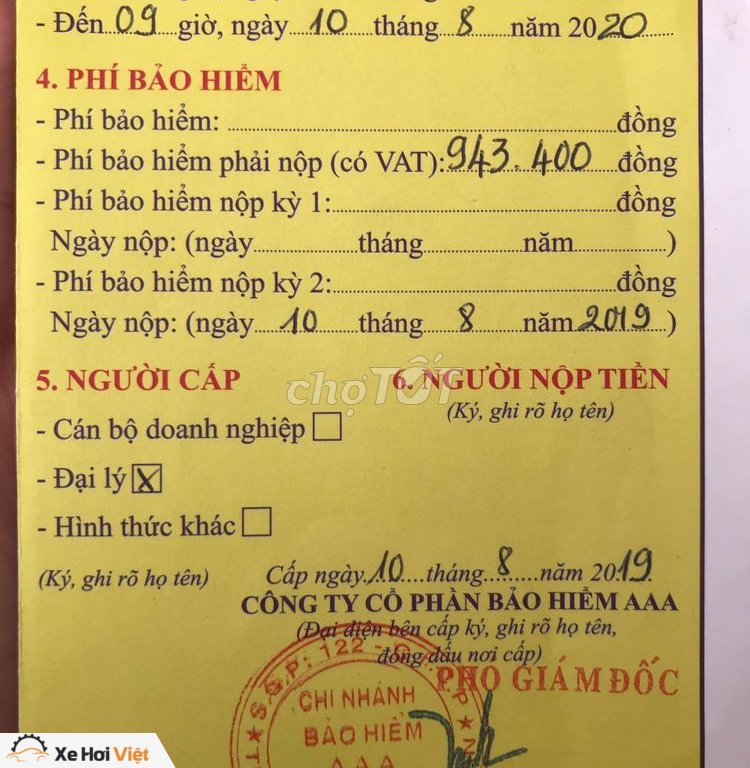 - Đến 09 giờ, ngày 10 tháng 8 năm 2020
4. PHÍ BẢO HIỂM
- Phí bảo hiểm: đồng
- Phí bảo hiểm phải nộp (có VAT): 943.400 đồng
- Phí bảo hiểm nộp kỳ 1: đồng
Ngày nộp: (ngày tháng năm )
- Phí bảo hiểm nộp kỳ 2: đồng
Ngày nộp: (ngày 10 tháng 8 năm 2019 )
5. NGƯỜI CẤP 6. NGƯỜI NỘP TIỀN
chợTỐT
(Ký, ghi rõ họ tên)
- Cán bộ doanh nghiệp
- Đại lý X
- Hình thức khác
(Ký, ghi rõ họ tên) Cấp ngày 10 tháng 8 năm 2019
CÔNG TY CỔ PHẦN BẢO HIỂM AAA
(Đại diện bên cấp ký, ghi rõ họ tên,
đóng dấu nơi cấp)
PHÓ GIÁM ĐỐC
S.G.P: 122
CHI NHÁNH
BẢO HIỂM
AAA
Xe Hơi Việt